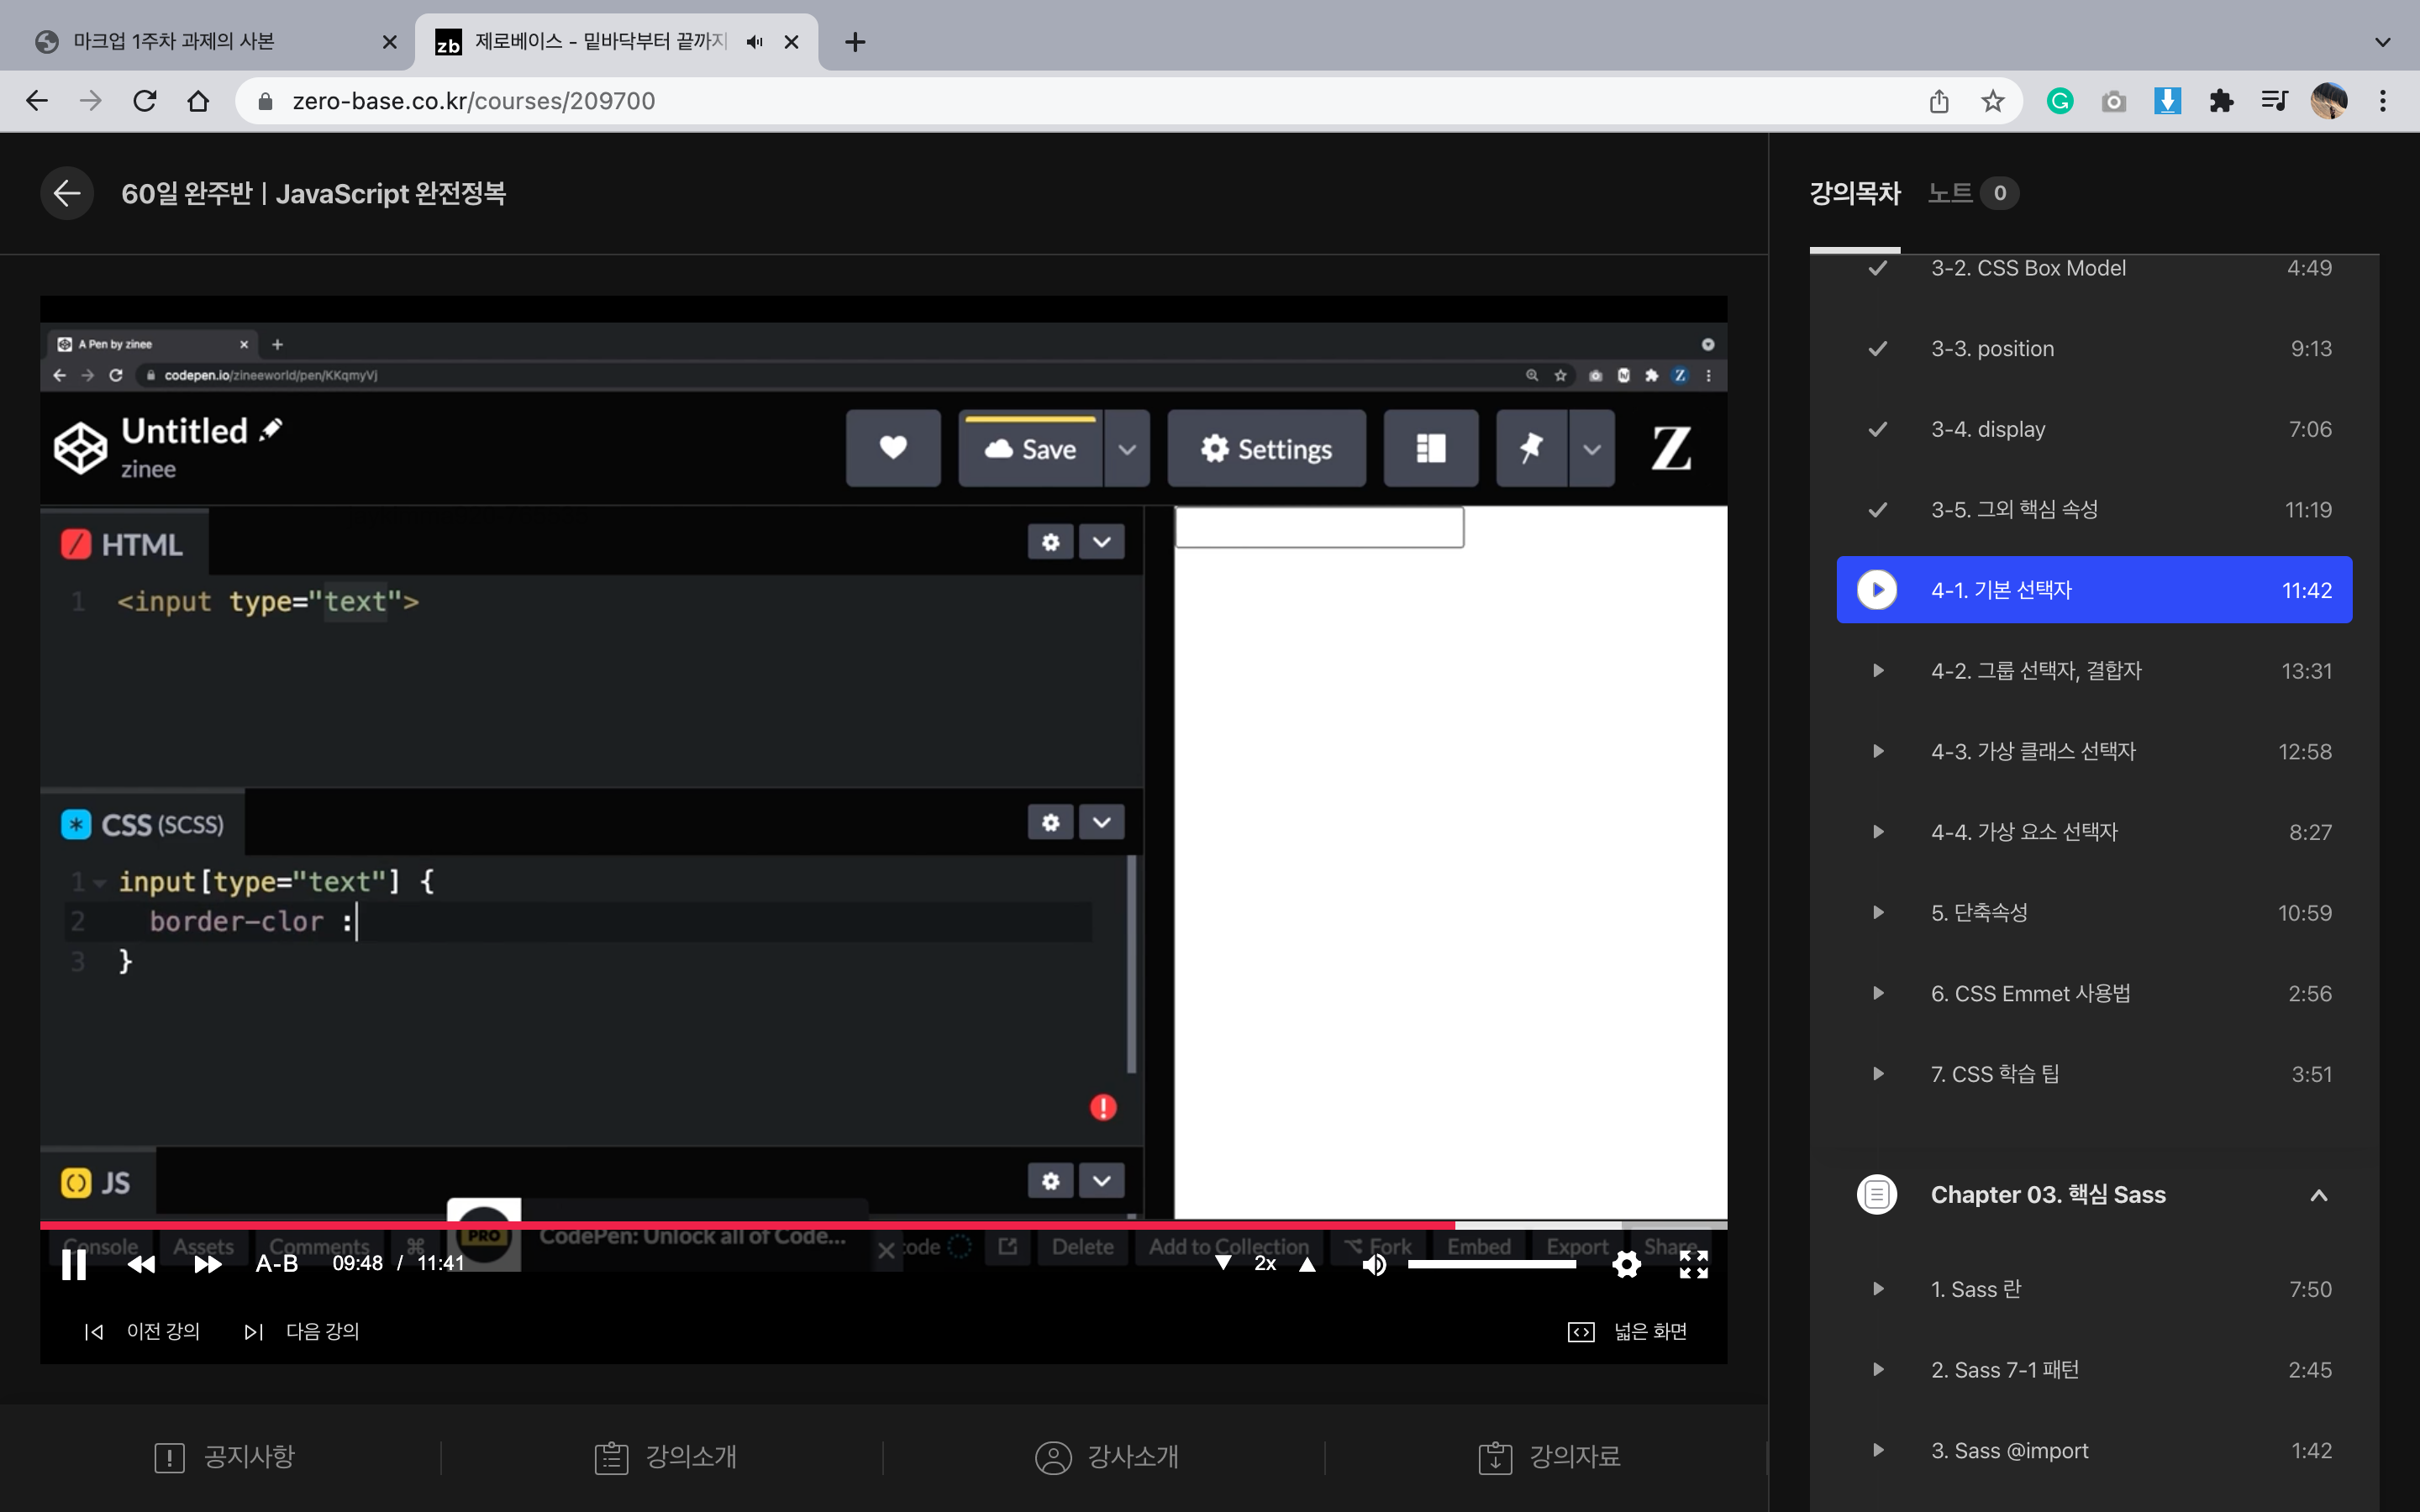 마크업 1주차 과제의 사본
zb 제로베이스 - 밑바닥부터 끝까지
zero-base.co.kr/courses/209700
60일 완주반 | JavaScript 완전정복
A Pen by zinee
codepen.io/zineeworld/pen/KKqmyVj
Untitled
zinee
Save
Settings
Z
HTML
1 <input type="text">
CSS (SCSS)
1 input[type="text"] {
2 border-clor :
3 }
JS
PRO
CodePen: Unlock all of Code...
Console Assets Comments ⌘ code Delete Add to Collection Fork Embed Export Share
A-B 09:48 / 11:41 2x
이전 강의 다음 강의 넓은 화면
공지사항 강의소개 강사소개 강의자료
강의목차 노트 0
3-2. CSS Box Model 4:49
3-3. position 9:13
3-4. display 7:06
3-5. 그외 핵심 속성 11:19
4-1. 기본 선택자 11:42
4-2. 그룹 선택자, 결합자 13:31
4-3. 가상 클래스 선택자 12:58
4-4. 가상 요소 선택자 8:27
5. 단축속성 10:59
6. CSS Emmet 사용법 2:56
7. CSS 학습 팁 3:51
Chapter 03. 핵심 Sass
1. Sass 란 7:50
2. Sass 7-1 패턴 2:45
3. Sass @import 1:42